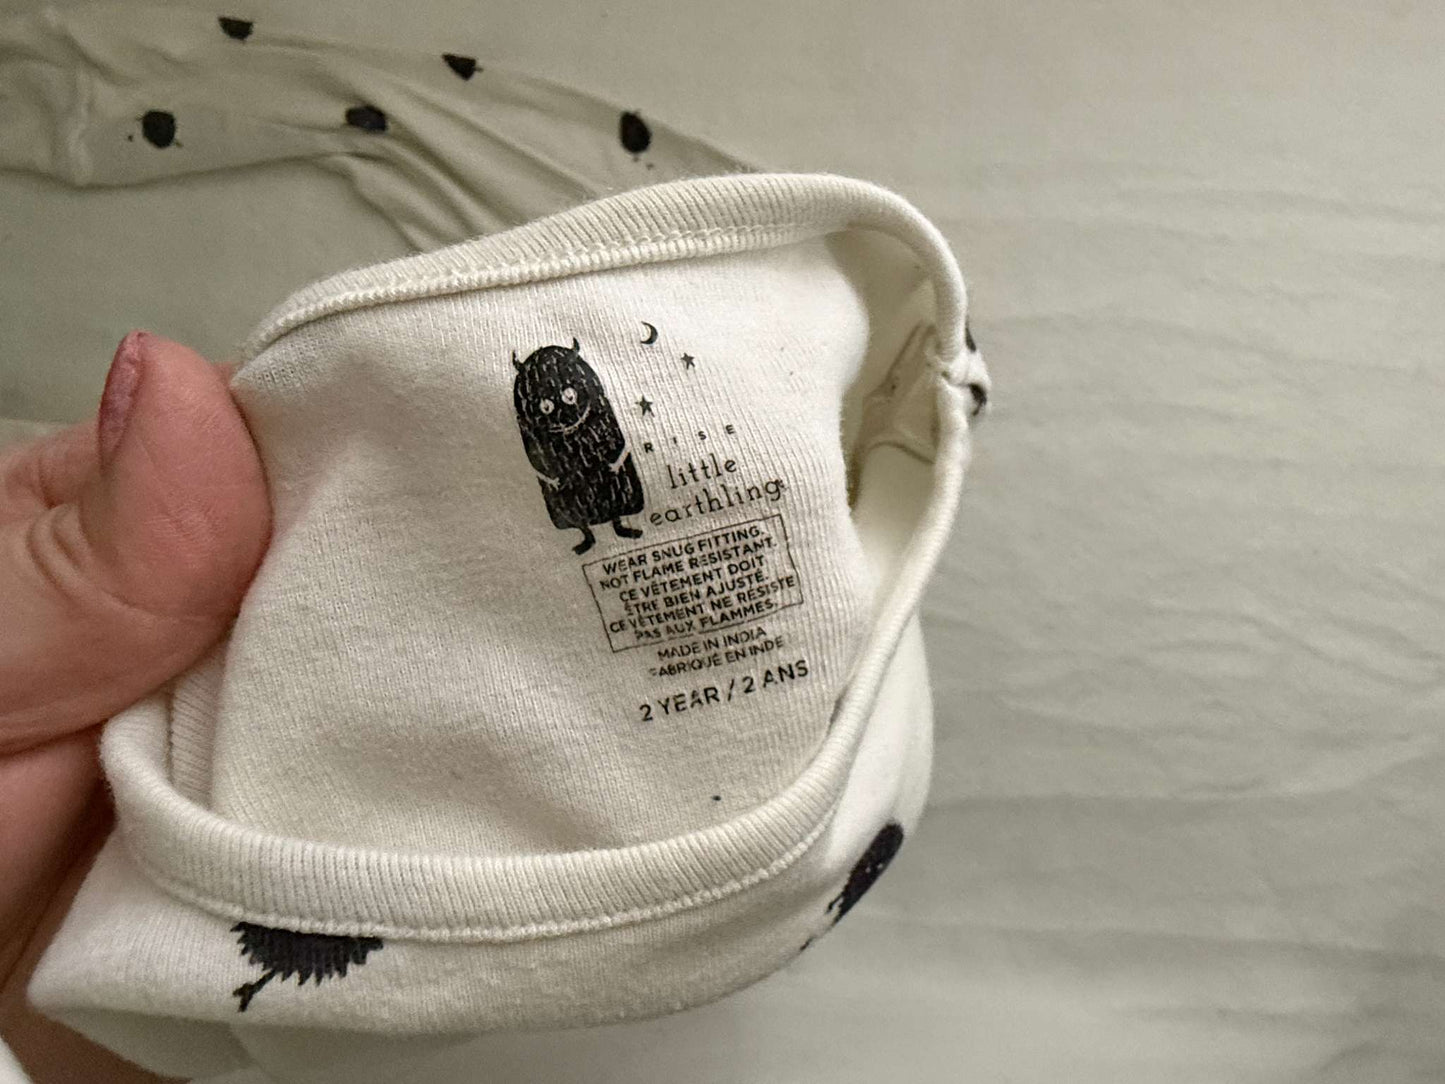 RISE
little
earthling
WEAR SNUG FITTING.
NOT FLAME RESISTANT.
CE VÊTEMENT DOIT
ÊTRE BIEN AJUSTÉ.
CE VÊTEMENT NE RÉSISTE
PAS AUX FLAMMES.
MADE IN INDIA
FABRIQUÉ EN INDE
2 YEAR / 2 ANS